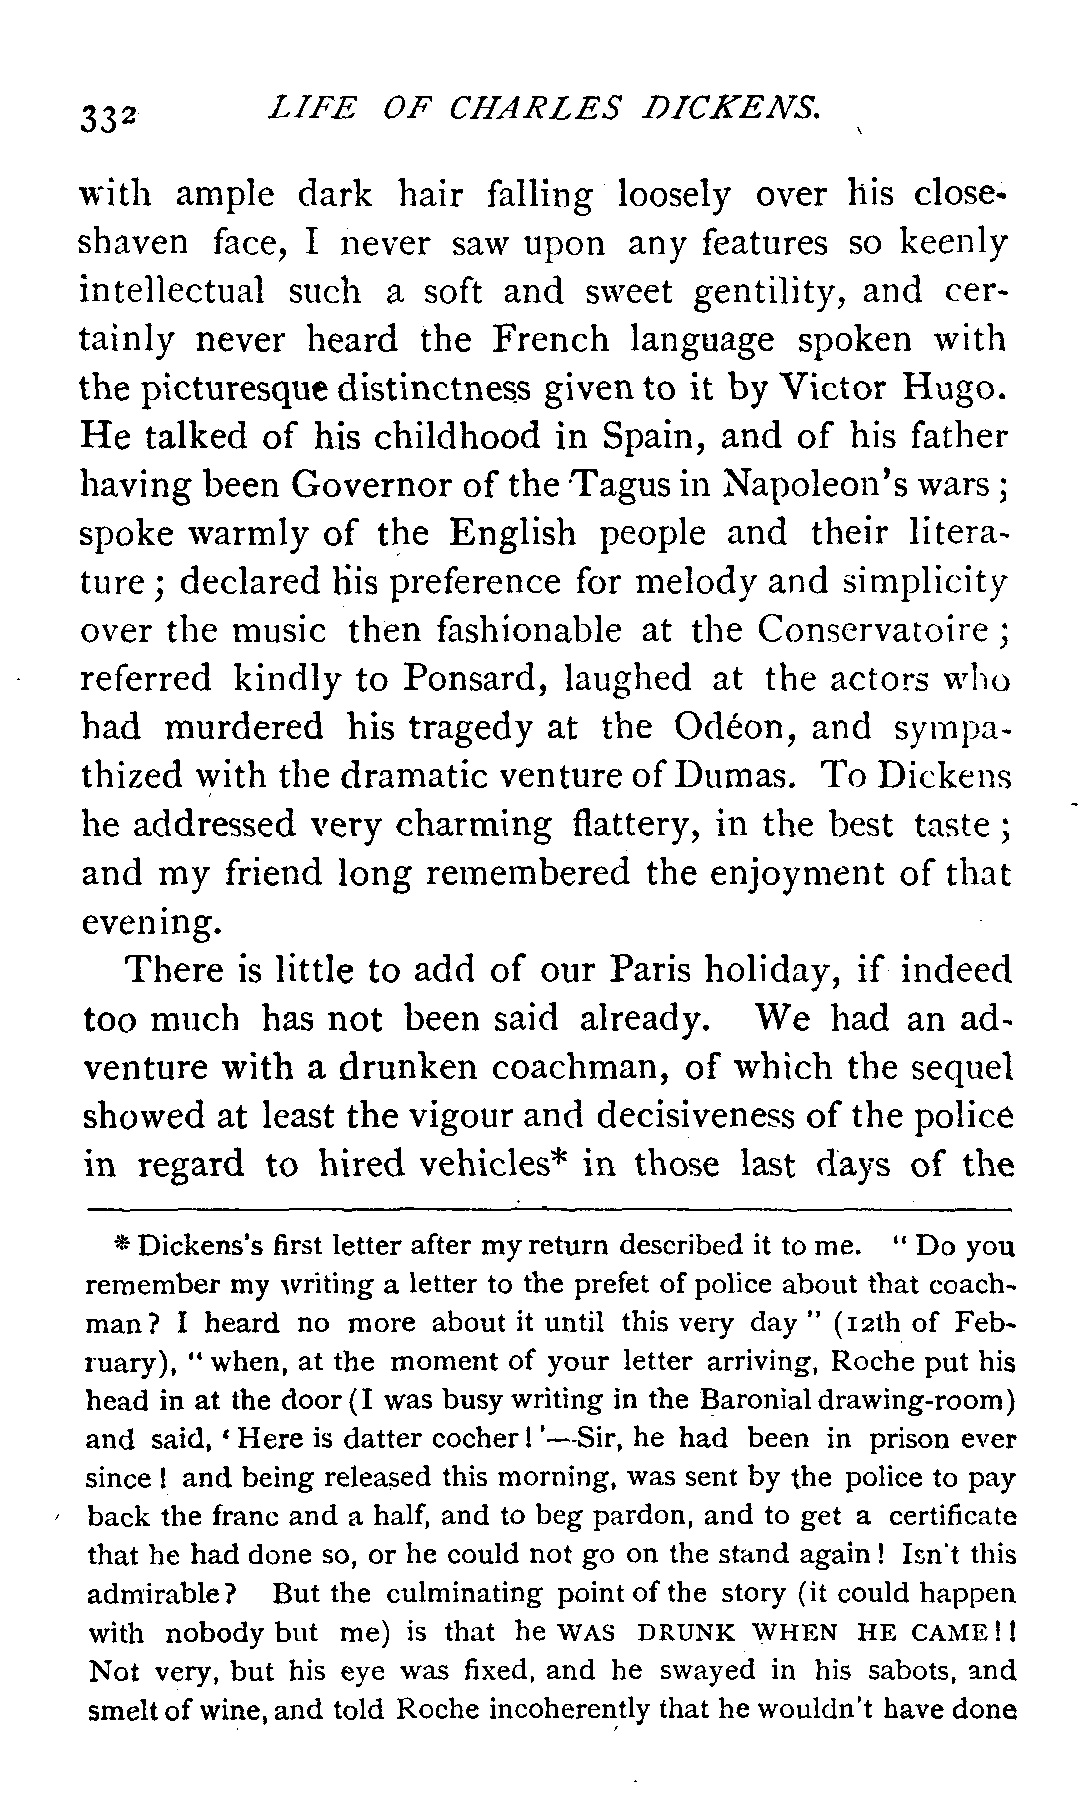 332 LIFE OF CHARLES DICKENS.
with ample dark hair falling loosely over his close-
shaven face, I never saw upon any features so keenly
intellectual such a soft and sweet gentility, and cer-
tainly never heard the French language spoken with
the picturesque distinctness given to it by Victor Hugo.
He talked of his childhood in Spain, and of his father
having been Governor of the Tagus in Napoleon's wars ;
spoke warmly of the English people and their litera-
ture ; declared his preference for melody and simplicity
over the music then fashionable at the Conservatoire ;
referred kindly to Ponsard, laughed at the actors who
had murdered his tragedy at the Odéon, and sympa-
thized with the dramatic venture of Dumas. To Dickens
he addressed very charming flattery, in the best taste ;
and my friend long remembered the enjoyment of that
evening.
There is little to add of our Paris holiday, if indeed
too much has not been said already. We had an ad-
venture with a drunken coachman, of which the sequel
showed at least the vigour and decisiveness of the police
in regard to hired vehicles* in those last days of the
* Dickens's first letter after my return described it to me. " Do you
remember my writing a letter to the prefet of police about that coach-
man ? I heard no more about it until this very day " (12th of Feb-
ruary), " when, at the moment of your letter arriving, Roche put his
head in at the door (I was busy writing in the Baronial drawing-room)
and said, ' Here is datter cocher ! '—Sir, he had been in prison ever
since ! and being released this morning, was sent by the police to pay
back the franc and a half, and to beg pardon, and to get a certificate
that he had done so, or he could not go on the stand again ! Isn't this
admirable ? But the culminating point of the story (it could happen
with nobody but me) is that he WAS DRUNK WHEN HE CAME ! !
Not very, but his eye was fixed, and he swayed in his sabots, and
smelt of wine, and told Roche incoherently that he wouldn't have done